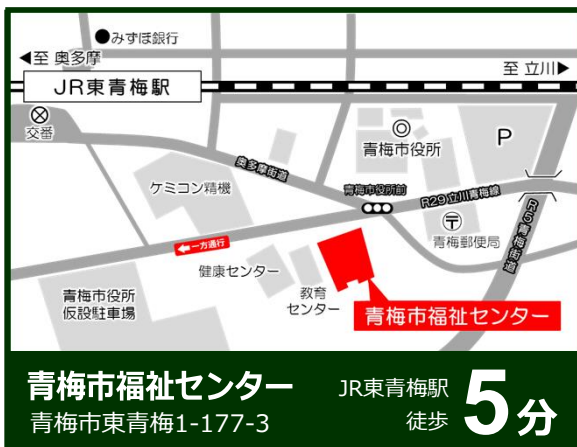 ●みずほ銀行
◀至 奥多摩
至 立川▶
JR東青梅駅
交番
青梅市役所
P
奥多摩街道
ケミコン精機
青梅市役所前
R29立川青梅線
青梅郵便局
R5青梅街道
←一方通行
健康センター
教育
センター
青梅市役所
仮設駐車場
青梅市福祉センター
青梅市福祉センター
青梅市東青梅1-177-3
JR東青梅駅
徒歩 5分